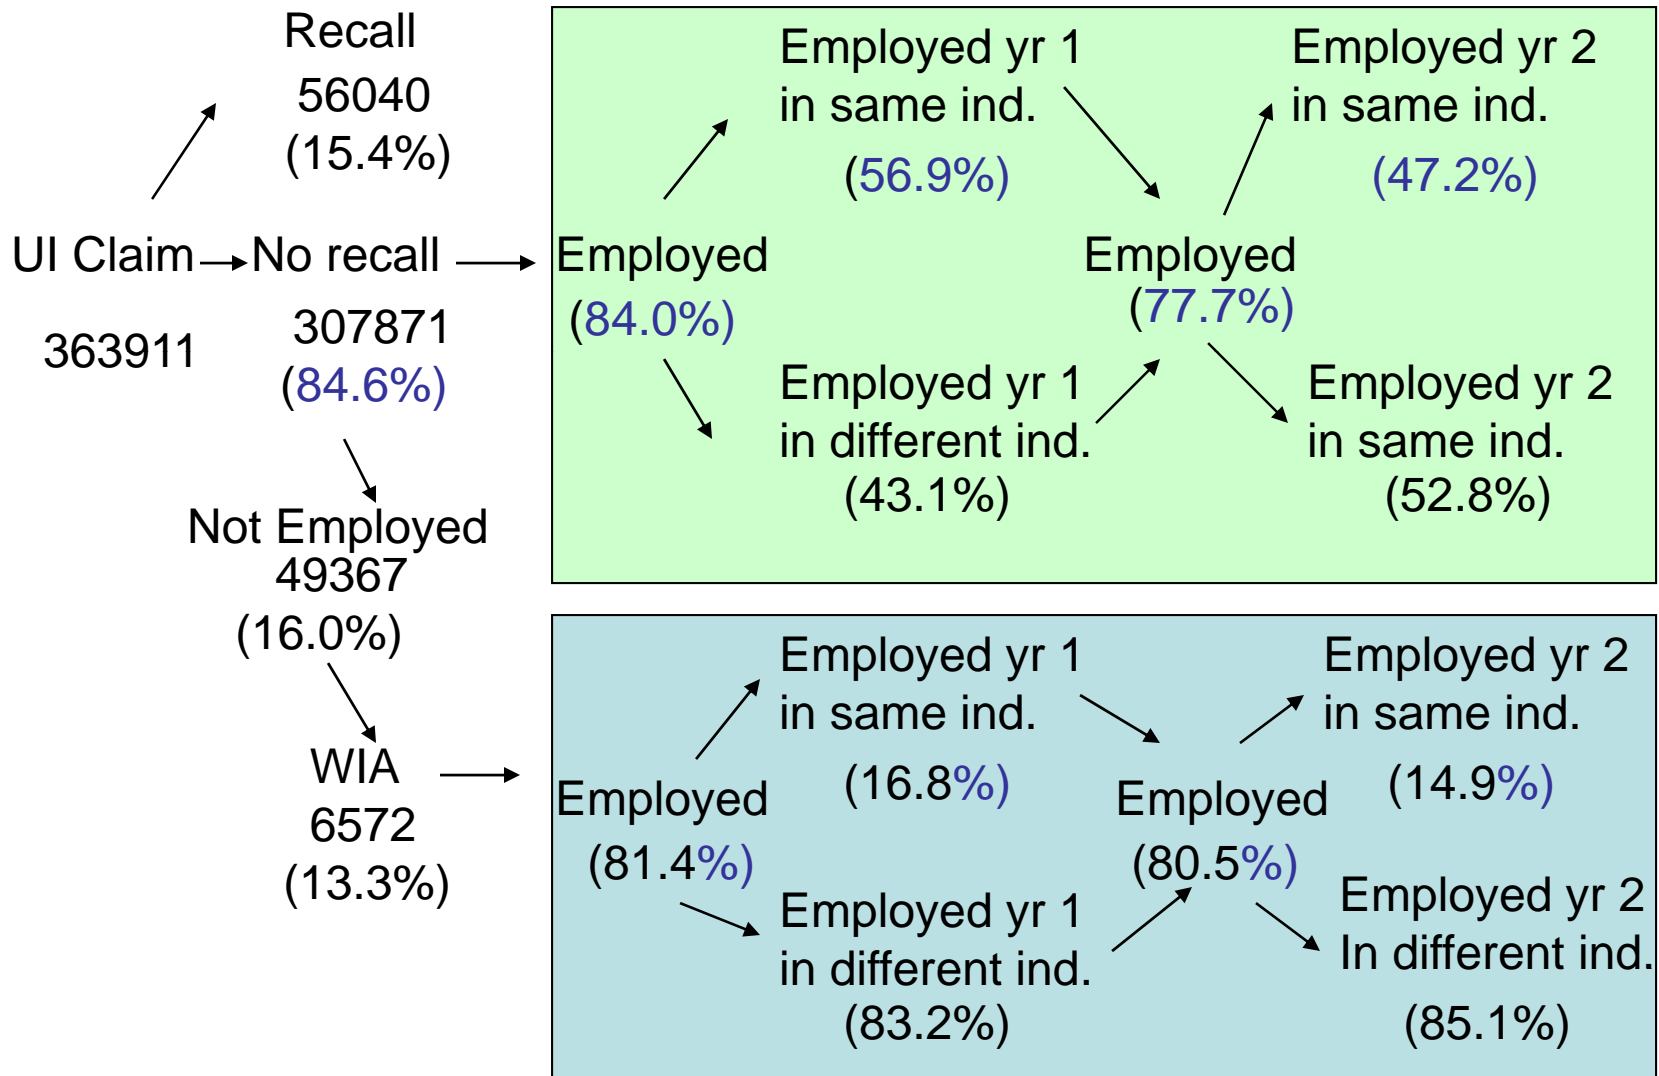 Recall
56040
(15.4%)
UI Claim
363911
No recall
307871
(84.6%)
Not Employed
49367
(16.0%)
WIA
6572
(13.3%)
Employed
(84.0%)
Employed yr 1
in same ind.
(56.9%)
Employed yr 1
in different ind.
(43.1%)
Employed
(77.7%)
Employed yr 2
in same ind.
(47.2%)
Employed yr 2
in same ind.
(52.8%)
Employed
(81.4%)
Employed yr 1
in same ind.
(16.8%)
Employed yr 1
in different ind.
(83.2%)
Employed
(80.5%)
Employed yr 2
in same ind.
(14.9%)
Employed yr 2
In different ind.
(85.1%)